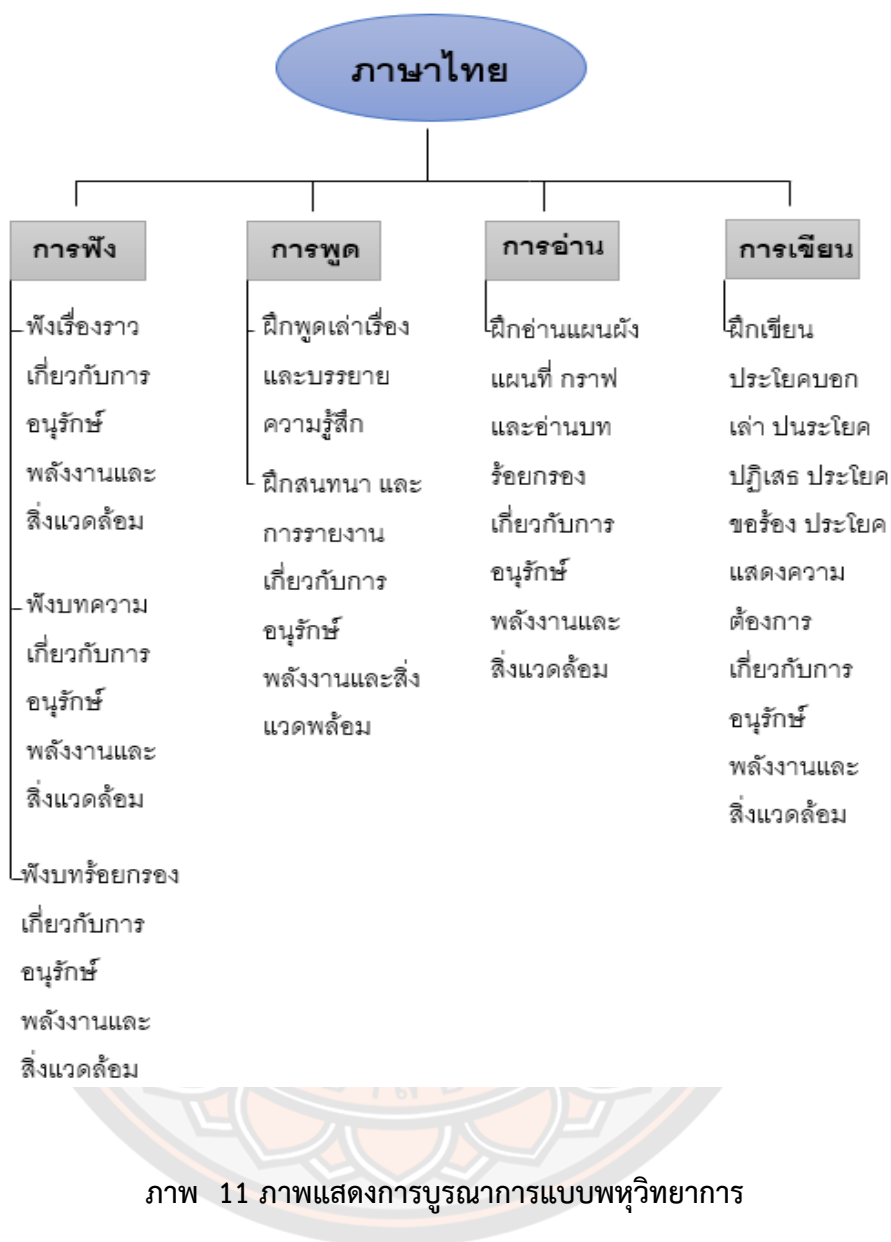 ภาษาไทย
การฟัง
ฟังเรื่องราว
เกี่ยวกับการ
อนุรักษ์
พลังงานและ
สิ่งแวดล้อม
ฟังบทความ
เกี่ยวกับการ
อนุรักษ์
พลังงานและ
สิ่งแวดล้อม
ฟังบทร้อยกรอง
เกี่ยวกับการ
อนุรักษ์
พลังงานและ
สิ่งแวดล้อม
การพูด
ฝึกพูดเล่าเรื่อง
และบรรยาย
ความรู้สึก
ฝึกสนทนา และ
การรายงาน
เกี่ยวกับการ
อนุรักษ์
พลังงานและสิ่ง
แวดพล้อม
การอ่าน
ฝึกอ่านแผนผัง
แผนที่ กราฟ
และอ่านบท
ร้อยกรอง
เกี่ยวกับการ
อนุรักษ์
พลังงานและ
สิ่งแวดล้อม
การเขียน
ฝึกเขียน
ประโยคบอก
เล่า ปนระโยค
ปฏิเสธ ประโยค
ขอร้อง ประโยค
แสดงความ
ต้องการ
เกี่ยวกับการ
อนุรักษ์
พลังงานและ
สิ่งแวดล้อม
ภาพ 11 ภาพแสดงการบูรณาการแบบพหุวิทยาการ